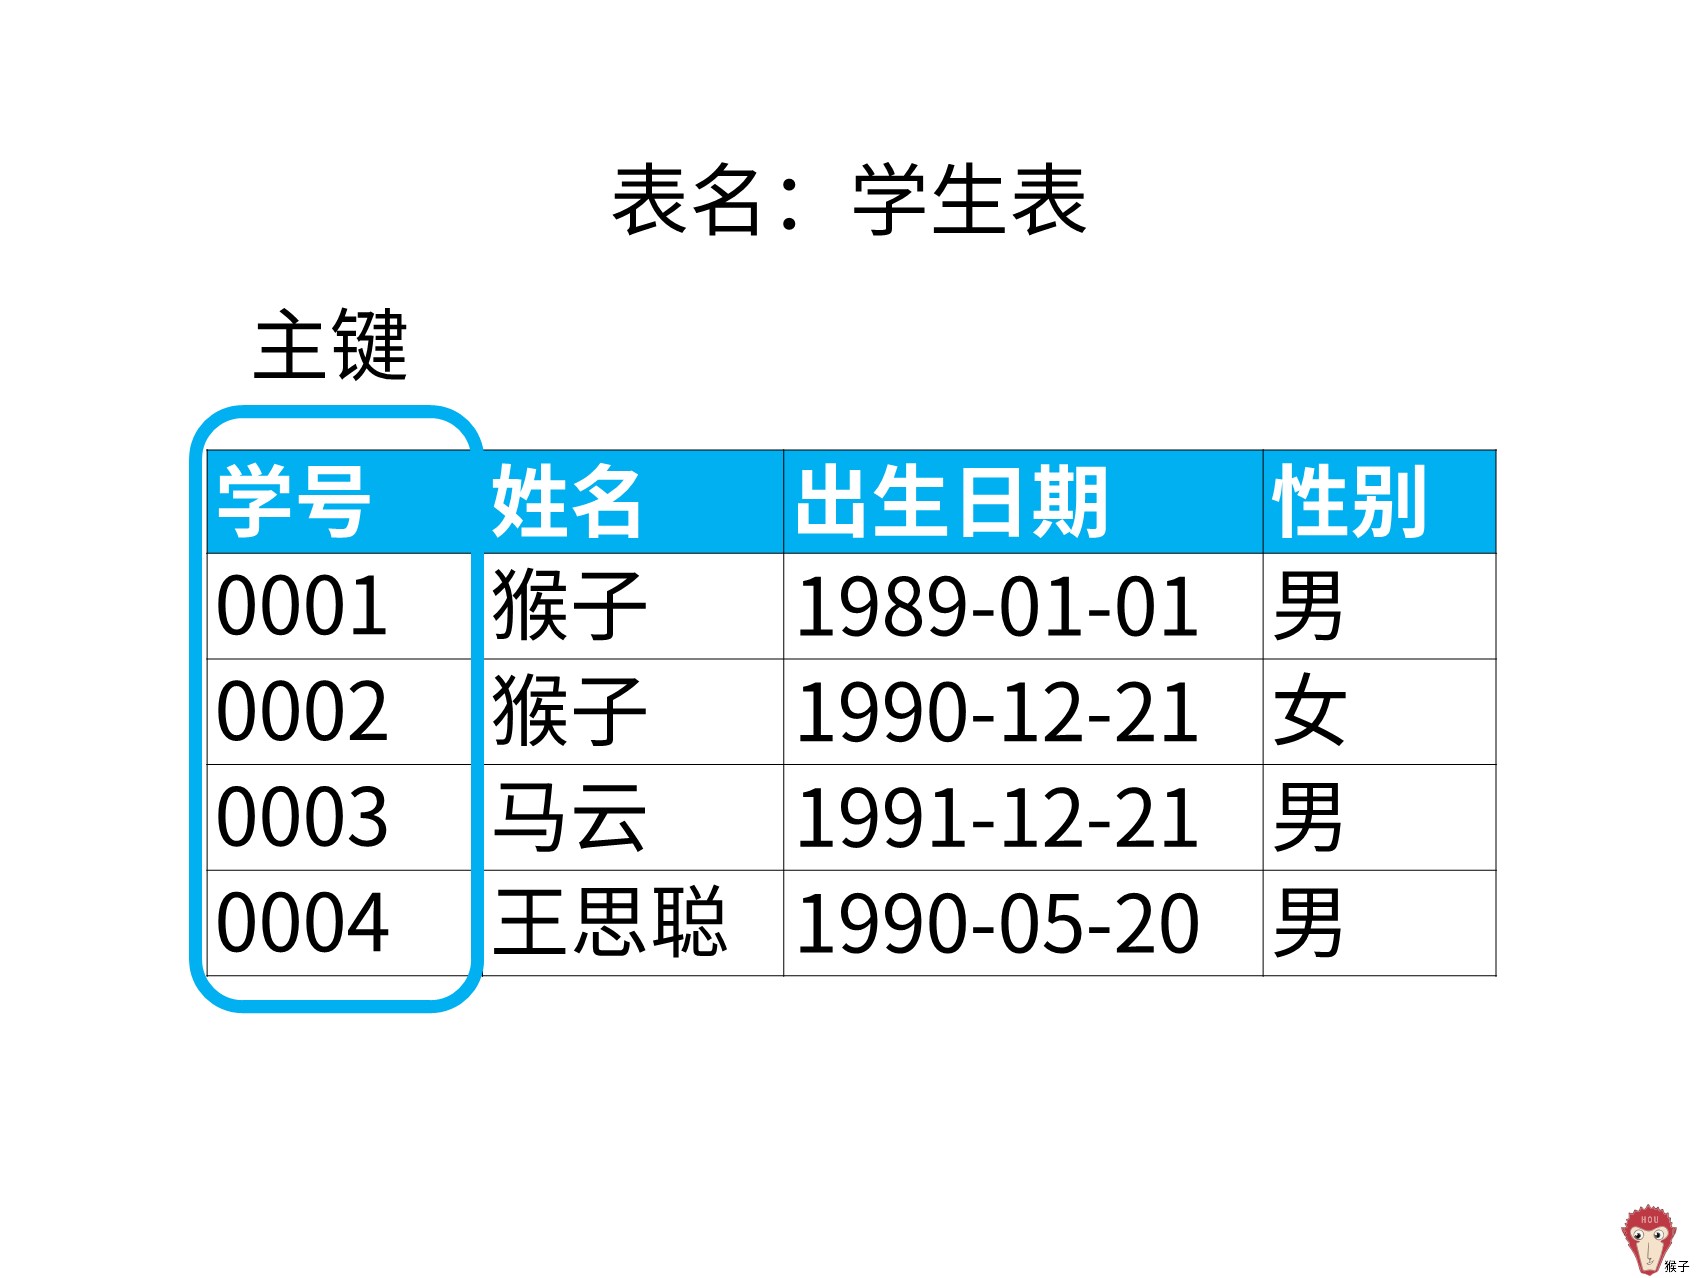 表名：学生表
主键
学号 姓名 出生日期 性别
0001 猴子 1989-01-01 男
0002 猴子 1990-12-21 女
0003 马云 1991-12-21 男
0004 王思聪 1990-05-20 男
HOU
猴子